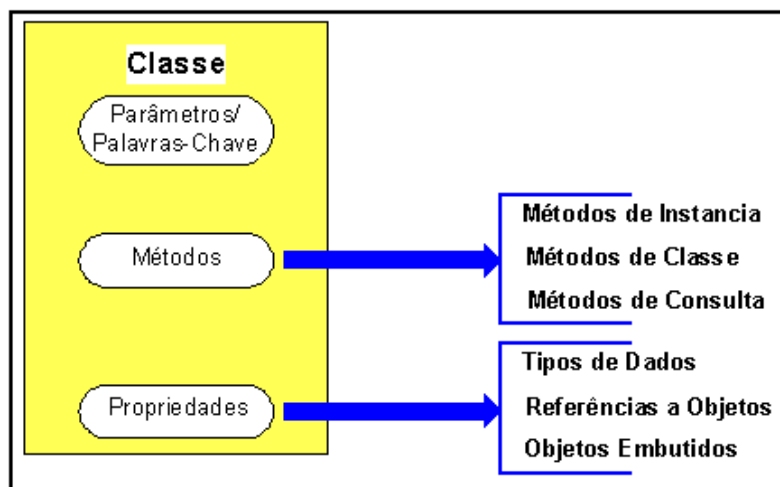 Classe
Parâmetros/
Palavras-Chave
Métodos
Métodos de Instancia
Métodos de Classe
Métodos de Consulta
Propriedades
Tipos de Dados
Referências a Objetos
Objetos Embutidos